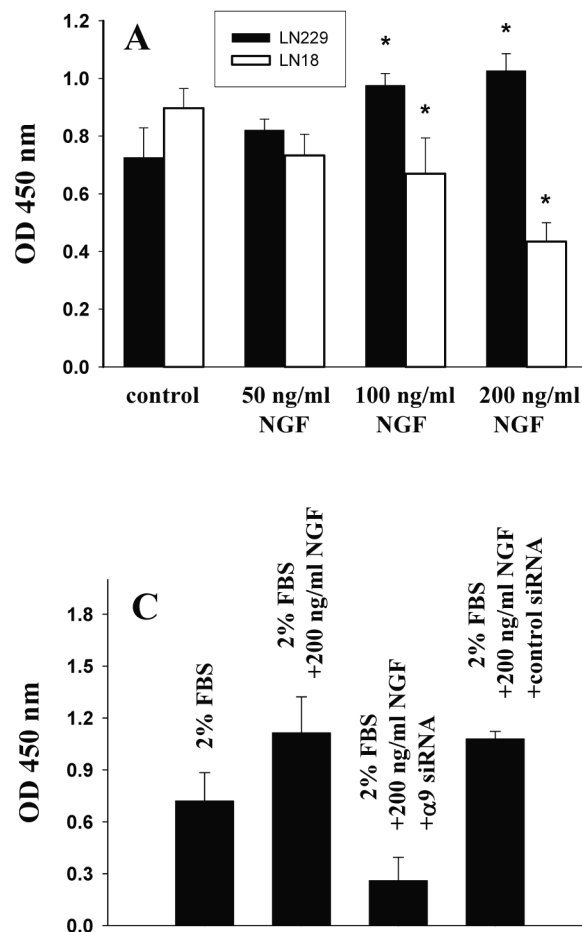 A
LN229
LN18
OD 450 nm
1.2
1.0
0.8
0.6
0.4
0.2
0.0
*
*
*
*
control
50 ng/ml
NGF
100 ng/ml
NGF
200 ng/ml
NGF
C
OD 450 nm
1.8
1.5
1.2
0.9
0.6
0.3
0.0
2% FBS
2% FBS
+200 ng/ml NGF
2% FBS
+200 ng/ml NGF
+α9 siRNA
2% FBS
+200 ng/ml NGF
+control siRNA